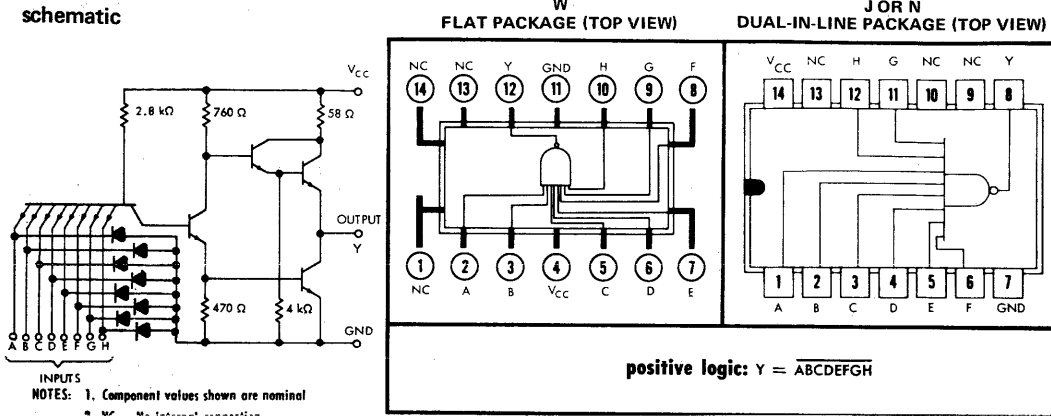 schematic
VCC
2.8 kΩ
760 Ω
58 Ω
OUTPUT
Y
470 Ω
4 kΩ
GND
A B C D E F G H
INPUTS
NOTES: 1. Component values shown are nominal
W
FLAT PACKAGE (TOP VIEW)
NC NC Y GND H G F
14 13 12 11 10 9 8
1 2 3 4 5 6 7
NC A B VCC C D E
J OR N
DUAL-IN-LINE PACKAGE (TOP VIEW)
VCC NC H G NC NC Y
14 13 12 11 10 9 8
1 2 3 4 5 6 7
A B C D E F GND
positive logic: Y = ABCDEFGH